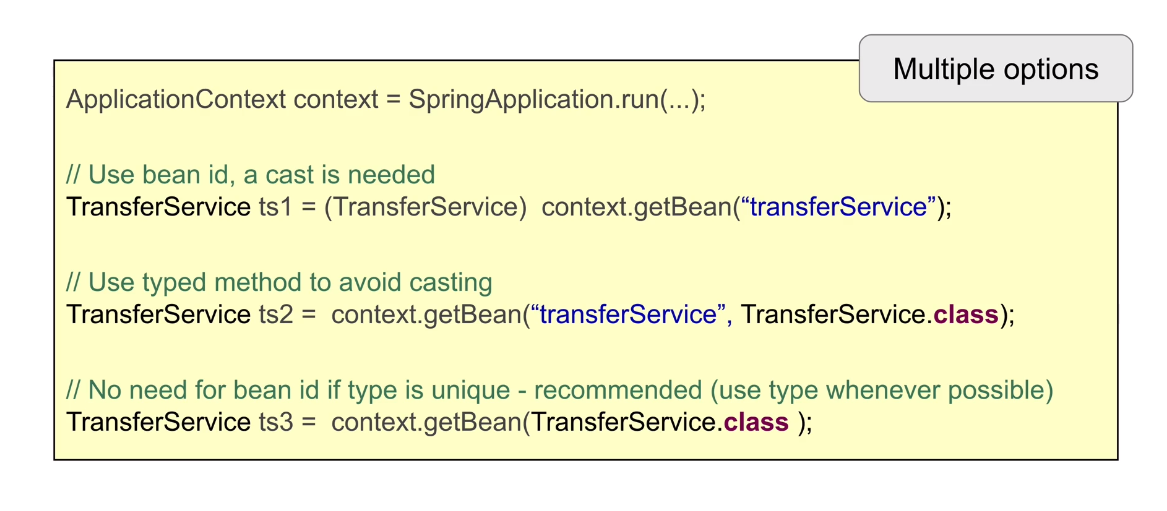 Multiple options
ApplicationContext context = SpringApplication.run(...);
// Use bean id, a cast is needed
TransferService ts1 = (TransferService)  context.getBean(“transferService”);
// Use typed method to avoid casting
TransferService ts2 =  context.getBean(“transferService”, TransferService.class);
// No need for bean id if type is unique - recommended (use type whenever possible)
TransferService ts3 =  context.getBean(TransferService.class );